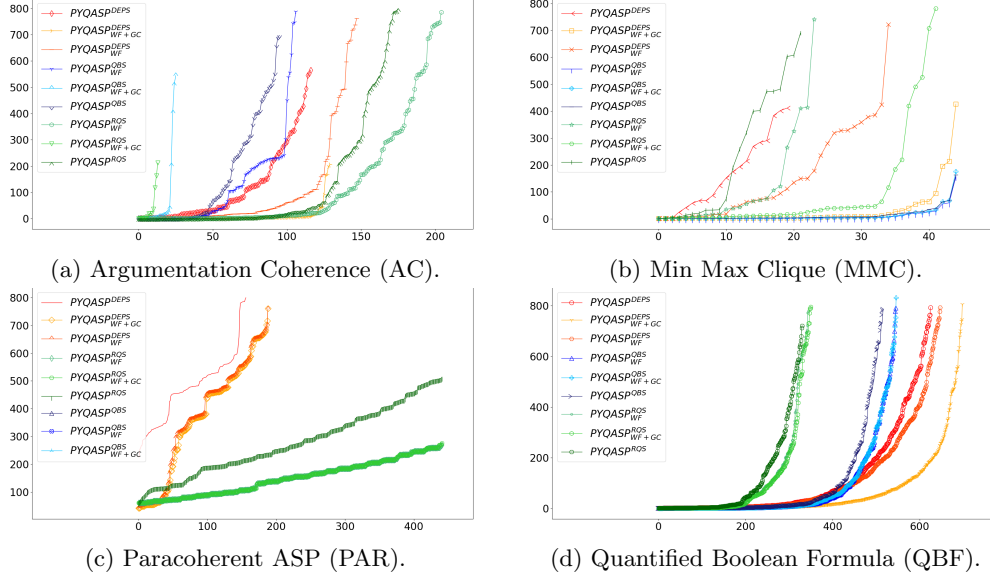 800
700
600
500
400
300
200
100
0
0 50 100 150 200
PYQASP^DEPS
PYQASP^DEPS_WF+GC
PYQASP^DEPS_WF
PYQASP^QBS_WF
PYQASP^QBS_WF+GC
PYQASP^QBS
PYQASP^RQS_WF
PYQASP^RQS_WF+GC
PYQASP^RQS
(a) Argumentation Coherence (AC).
800
700
600
500
400
300
200
100
0
0 10 20 30 40
PYQASP^DEPS
PYQASP^DEPS_WF+GC
PYQASP^DEPS_WF
PYQASP^QBS_WF
PYQASP^QBS_WF+GC
PYQASP^QBS
PYQASP^RQS_WF
PYQASP^RQS_WF+GC
PYQASP^RQS
(b) Min Max Clique (MMC).
800
700
600
500
400
300
200
100
0 100 200 300 400
PYQASP^DEPS
PYQASP^DEPS_WF+GC
PYQASP^DEPS_WF
PYQASP^RQS_WF
PYQASP^RQS_WF+GC
PYQASP^RQS
PYQASP^QBS
PYQASP^QBS_WF
PYQASP^QBS_WF+GC
(c) Paracoherent ASP (PAR).
800
600
400
200
0
0 200 400 600
PYQASP^DEPS
PYQASP^DEPS_WF+GC
PYQASP^DEPS_WF
PYQASP^QBS_WF
PYQASP^QBS_WF+GC
PYQASP^QBS
PYQASP^RQS_WF
PYQASP^RQS_WF+GC
PYQASP^RQS
(d) Quantified Boolean Formula (QBF).